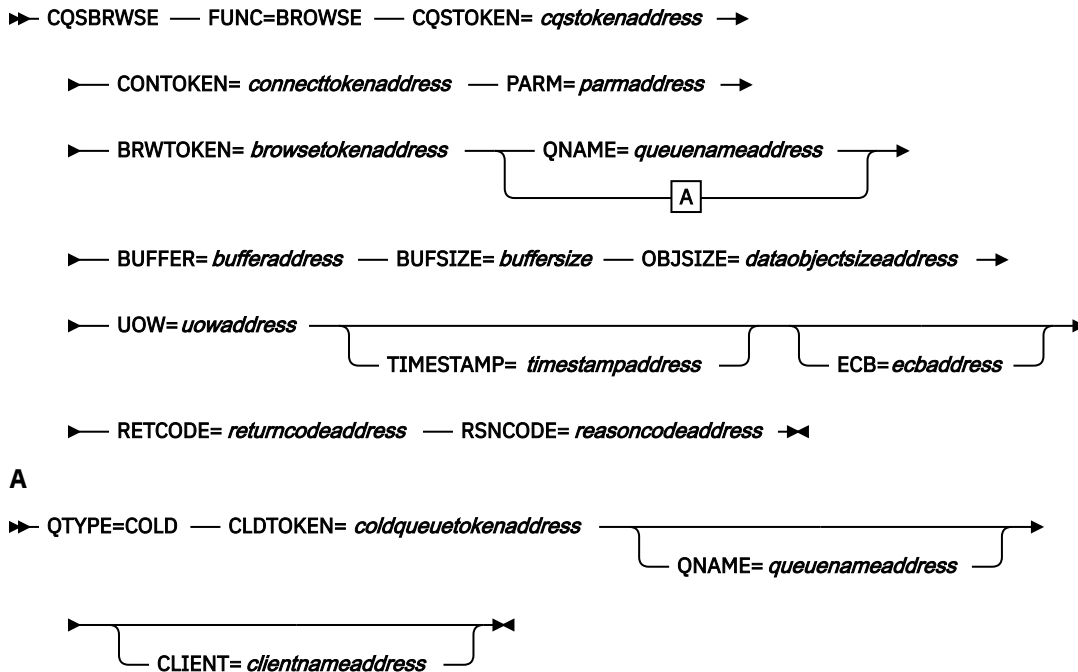 CQSBRWSE FUNC=BROWSE CQSTOKEN= cqstokenaddress
CONTOKEN= connecttokenaddress PARM= parmaddress
BRWTOKEN= browsetokenaddress QNAME= queuenameaddress
A
BUFFER= bufferaddress BUFSIZE= buffersize OBJSIZE= dataobjectsizeaddress
UOW= uowaddress
TIMESTAMP= timestampaddress ECB= ecbaddress
RETCODE= returncodeaddress RSNCODE= reasoncodeaddress
A
QTYPE=COLD CLDTOKEN= coldqueuetokenaddress
QNAME= queuenameaddress
CLIENT= clientnameaddress